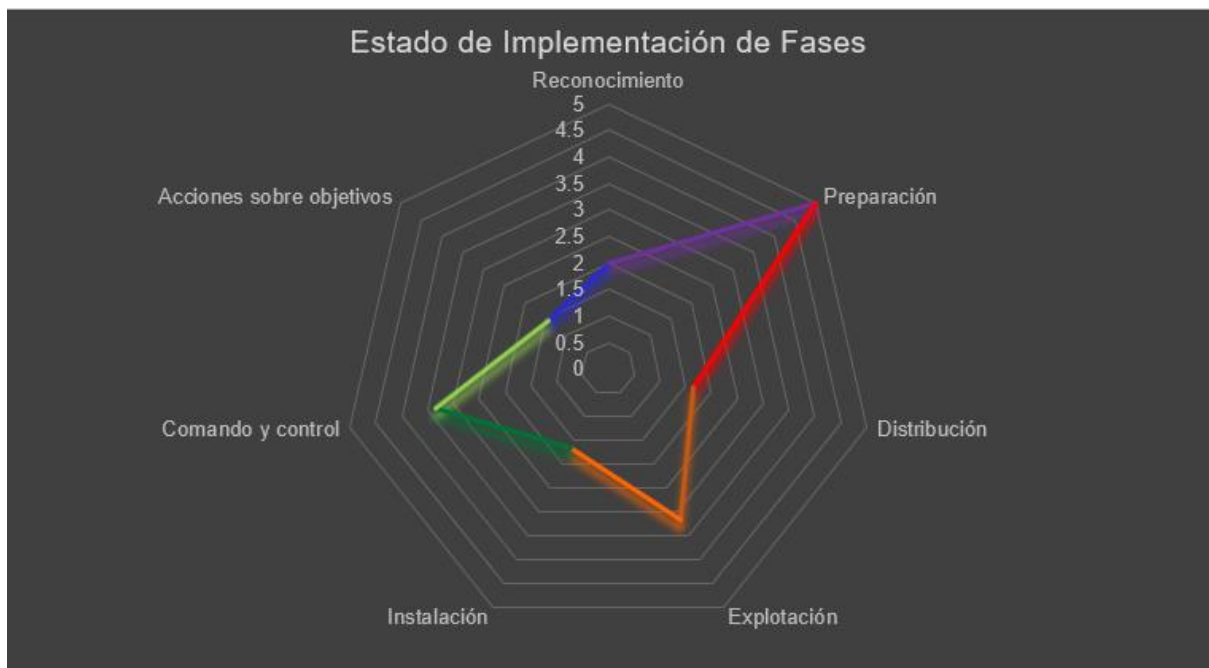 Estado de Implementación de Fases
Reconocimiento
5
4.5
4
3.5
3
2.5
2
1.5
1
0.5
0
Preparación
Distribución
Explotación
Instalación
Comando y control
Acciones sobre objetivos